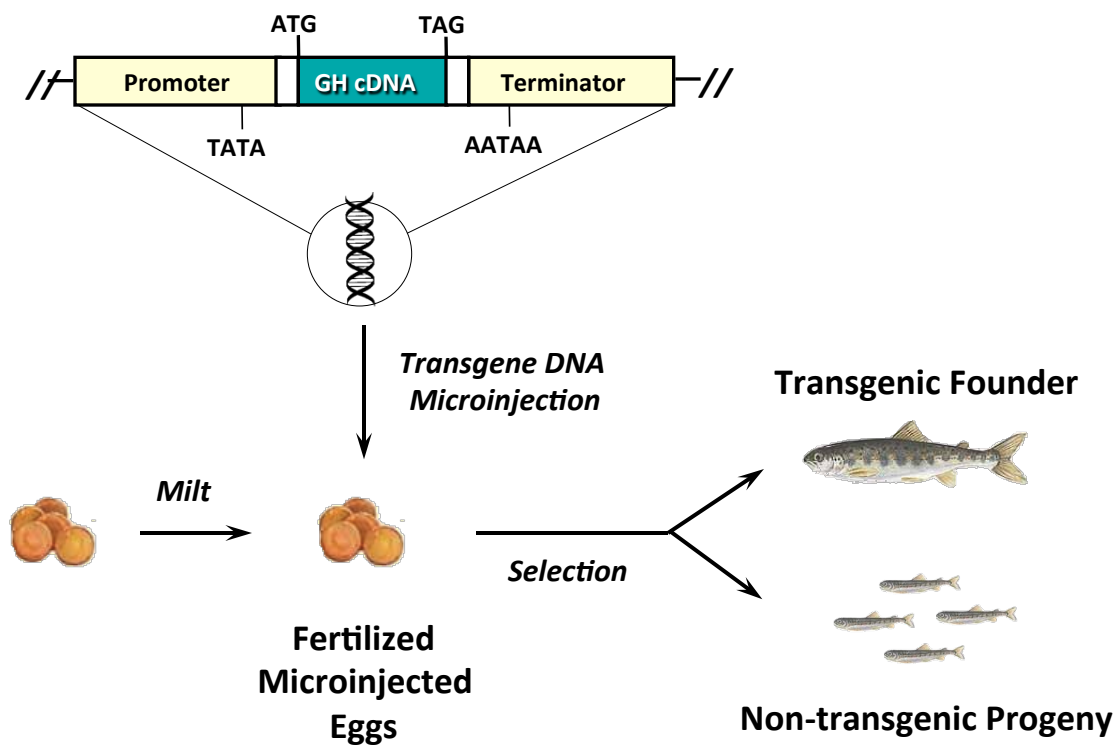 ATG
TAG
Promoter
GH cDNA
Terminator
TATA
AATAA
Transgene DNA
Microinjection
Milt
Selection
Fertilized
Microinjected
Eggs
Transgenic Founder
Non-transgenic Progeny